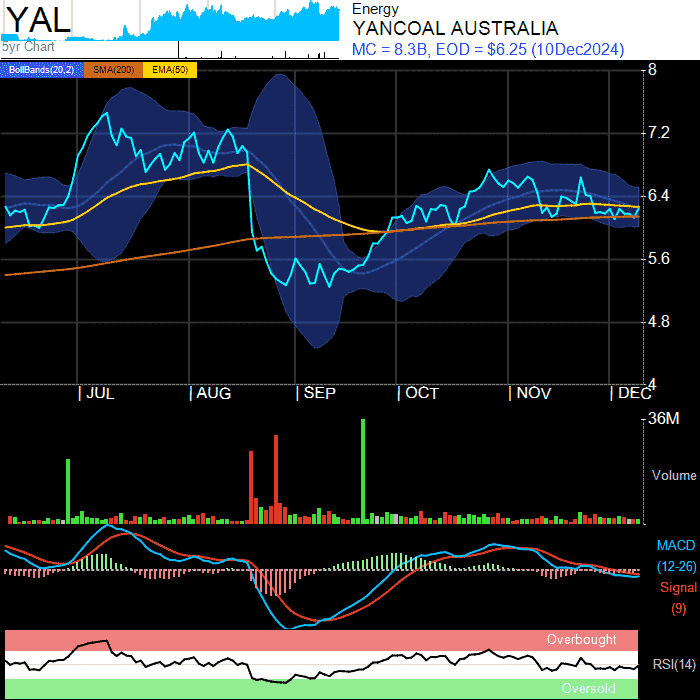 YAL
5yr Chart
Energy
YANCOAL AUSTRALIA
MC = 8.3B, EOD = $6.25 (10Dec2024)
BollBands(20,2) SMA(200) EMA(50)
8
7.2
6.4
5.6
4.8
4
JUL AUG SEP OCT NOV DEC
36M
Volume
MACD
(12-26)
Signal
(9)
Overbought
RSI(14)
Oversold